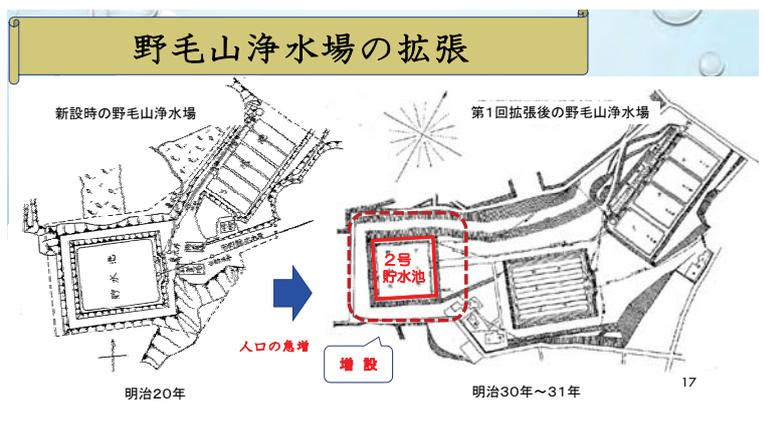 野毛山浄水場の拡張
新設時の野毛山浄水場
第1回拡張後の野毛山浄水場
貯水池
2号
貯水池
人口の急増
増 設
明治20年
明治30年~31年
17